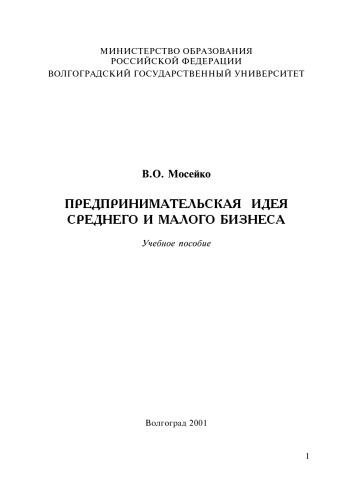 МИНИСТЕРСТВО ОБРАЗОВАНИЯ
РОССИЙСКОЙ ФЕДЕРАЦИИ
ВОЛГОГРАДСКИЙ ГОСУДАРСТВЕННЫЙ УНИВЕРСИТЕТ
В.О. Мосейко
ПРЕДПРИНИМАТЕЛЬСКАЯ ИДЕЯ
СРЕДНЕГО И МАЛОГО БИЗНЕСА
Учебное пособие
Волгоград 2001
1